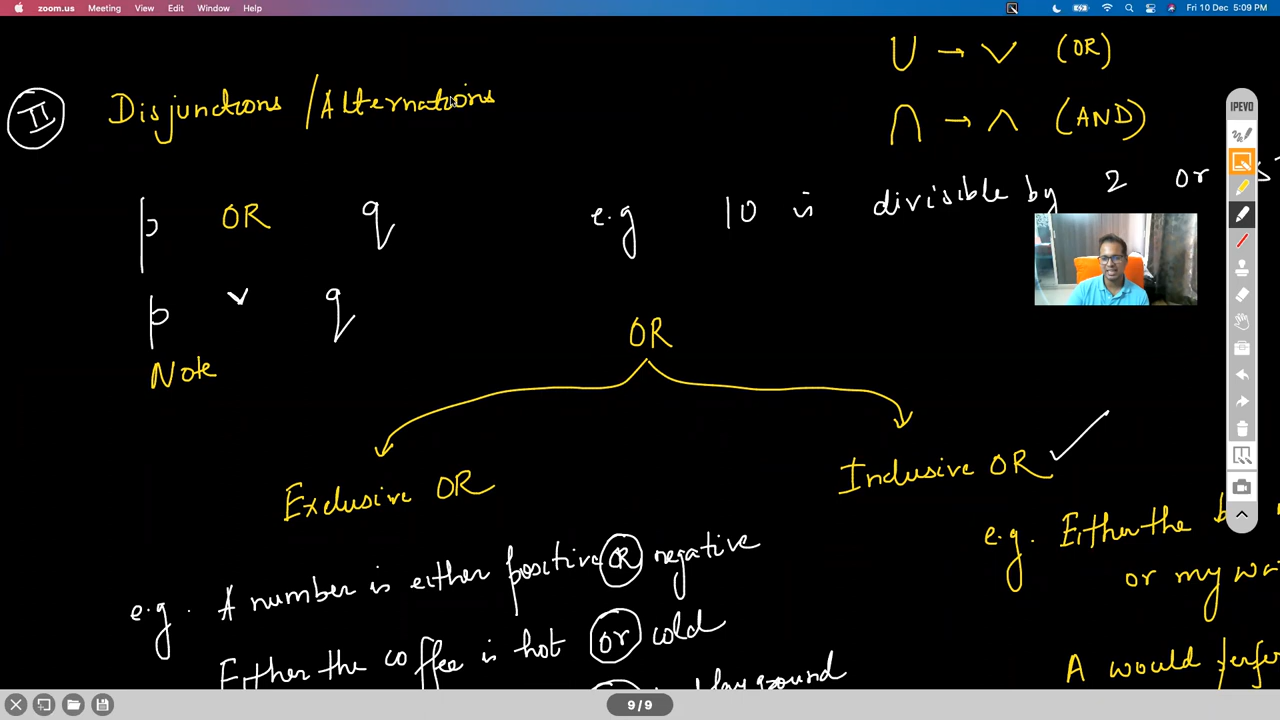 zoom.us Meeting View Edit Window Help Fri 10 Dec 5:09 PM
∪ → ∨ (OR)
II Disjunctions / Alternations
∩ → ∧ (AND)
IPEVO
p OR q e.g 10 is divisible by 2 or
p ∨ q
OR
Note
Exclusive OR Inclusive OR ✓
e.g. Either the b
e.g. A number is either positive OR negative
or my wa
Either the coffee is hot or cold
A would
playground
9/9